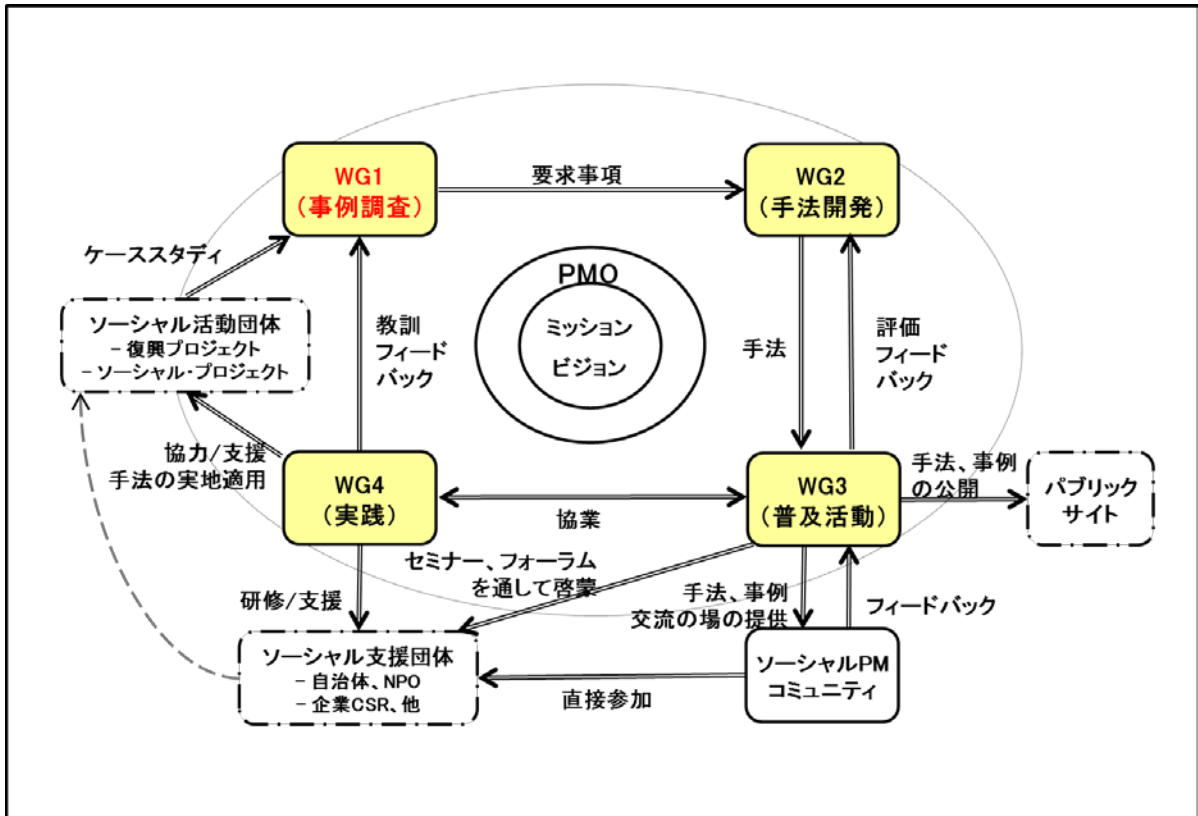 WG1
（事例調査）
要求事項
WG2
（手法開発）
ケーススタディ
PMO
ミッション
ビジョン
ソーシャル活動団体
− 復興プロジェクト
− ソーシャル・プロジェクト
教訓
フィード
バック
手法
評価
フィード
バック
協力/支援
手法の実地適用
WG4
（実践）
協業
WG3
（普及活動）
手法、事例
の公開
パブリック
サイト
セミナー、フォーラム
を通して啓蒙
研修/支援
手法、事例
交流の場の提供
フィードバック
ソーシャル支援団体
− 自治体、NPO
− 企業CSR、他
直接参加
ソーシャルPM
コミュニティ